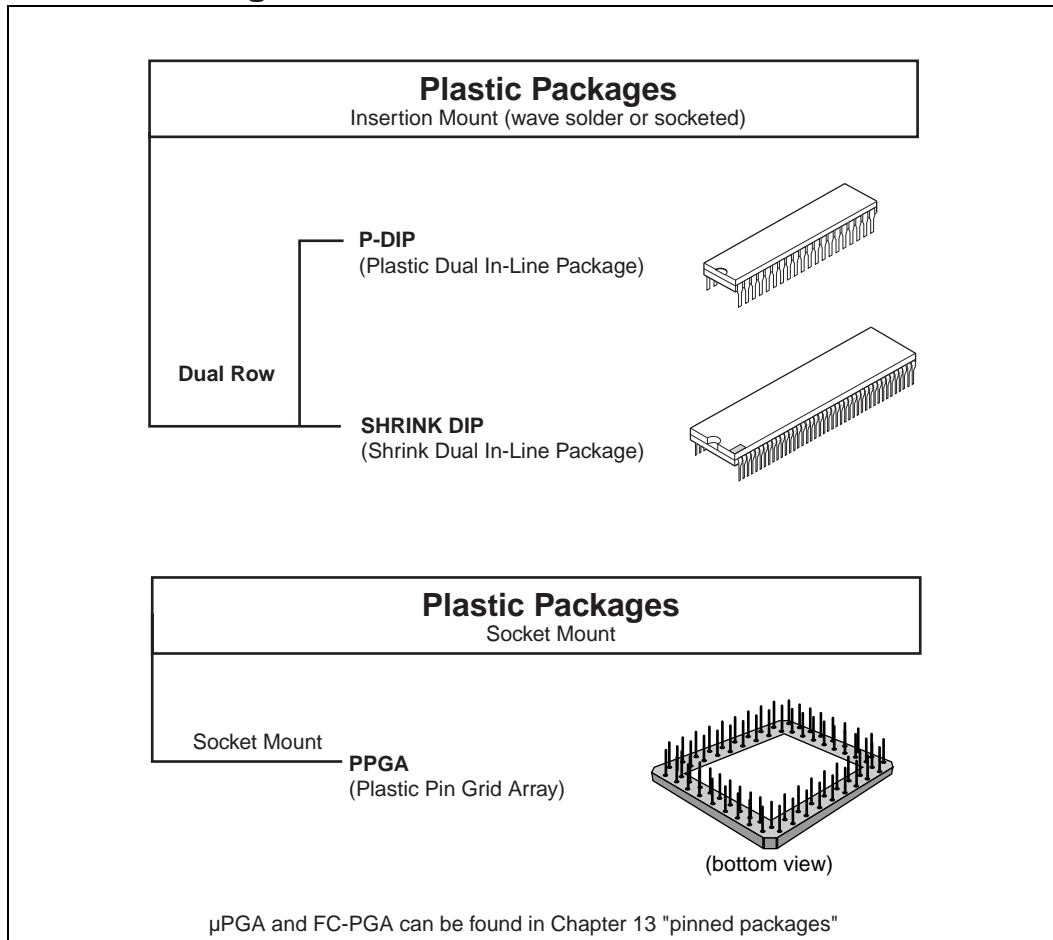 Plastic Packages
Insertion Mount (wave solder or socketed)
P-DIP
(Plastic Dual In-Line Package)
Dual Row
SHRINK DIP
(Shrink Dual In-Line Package)
Plastic Packages
Socket Mount
Socket Mount
PPGA
(Plastic Pin Grid Array)
(bottom view)
µPGA and FC-PGA can be found in Chapter 13 "pinned packages"